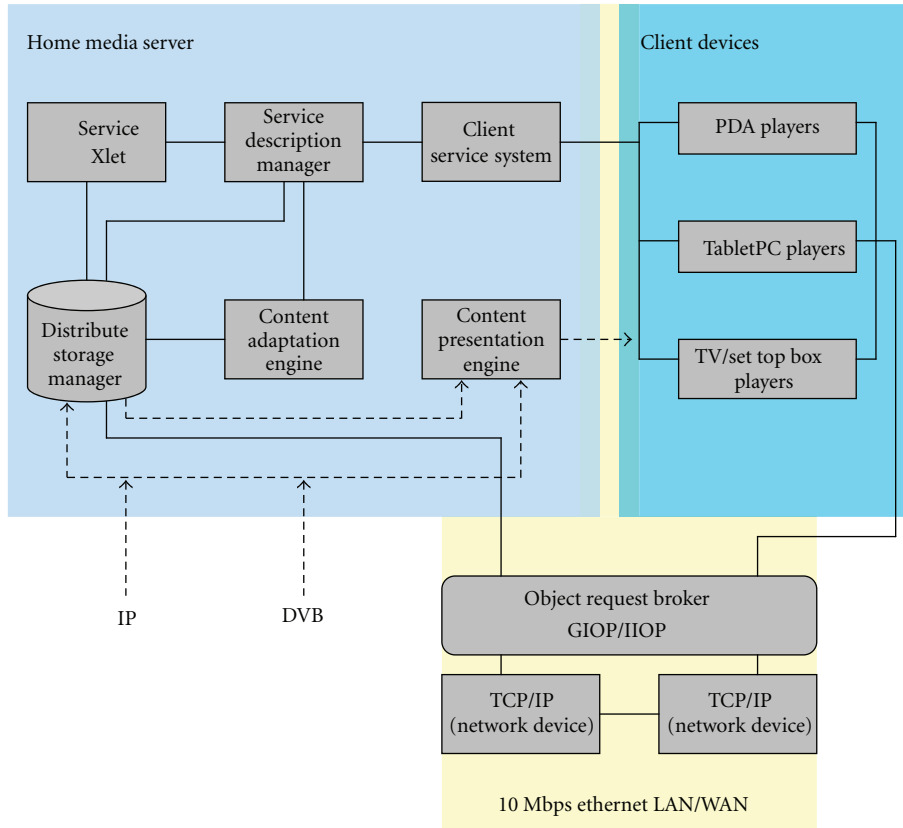 Home media server
Client devices
Service
Xlet
Service
description
manager
Client
service system
PDA players
TabletPC players
TV/set top box
players
Distribute
storage
manager
Content
adaptation
engine
Content
presentation
engine
IP
DVB
Object request broker
GIOP/IIOP
TCP/IP
(network device)
TCP/IP
(network device)
10 Mbps ethernet LAN/WAN